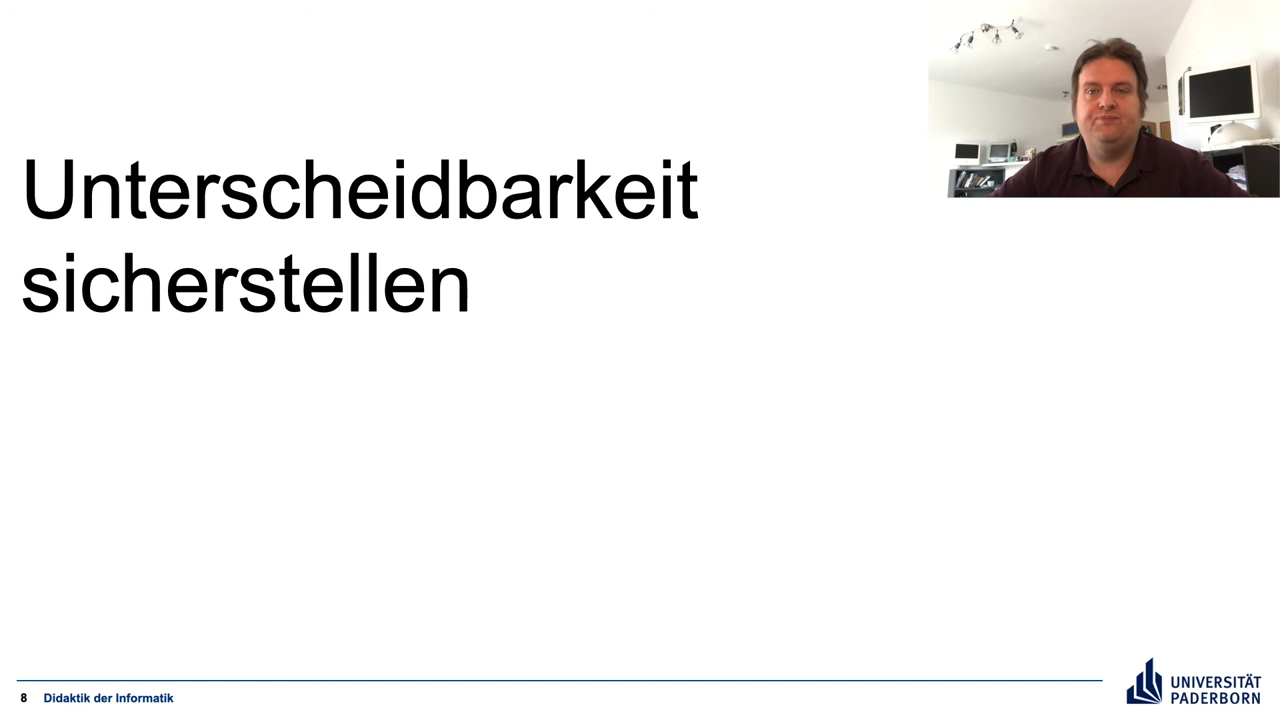 Unterscheidbarkeit
sicherstellen
8 Didaktik der Informatik
UNIVERSITÄT
PADERBORN